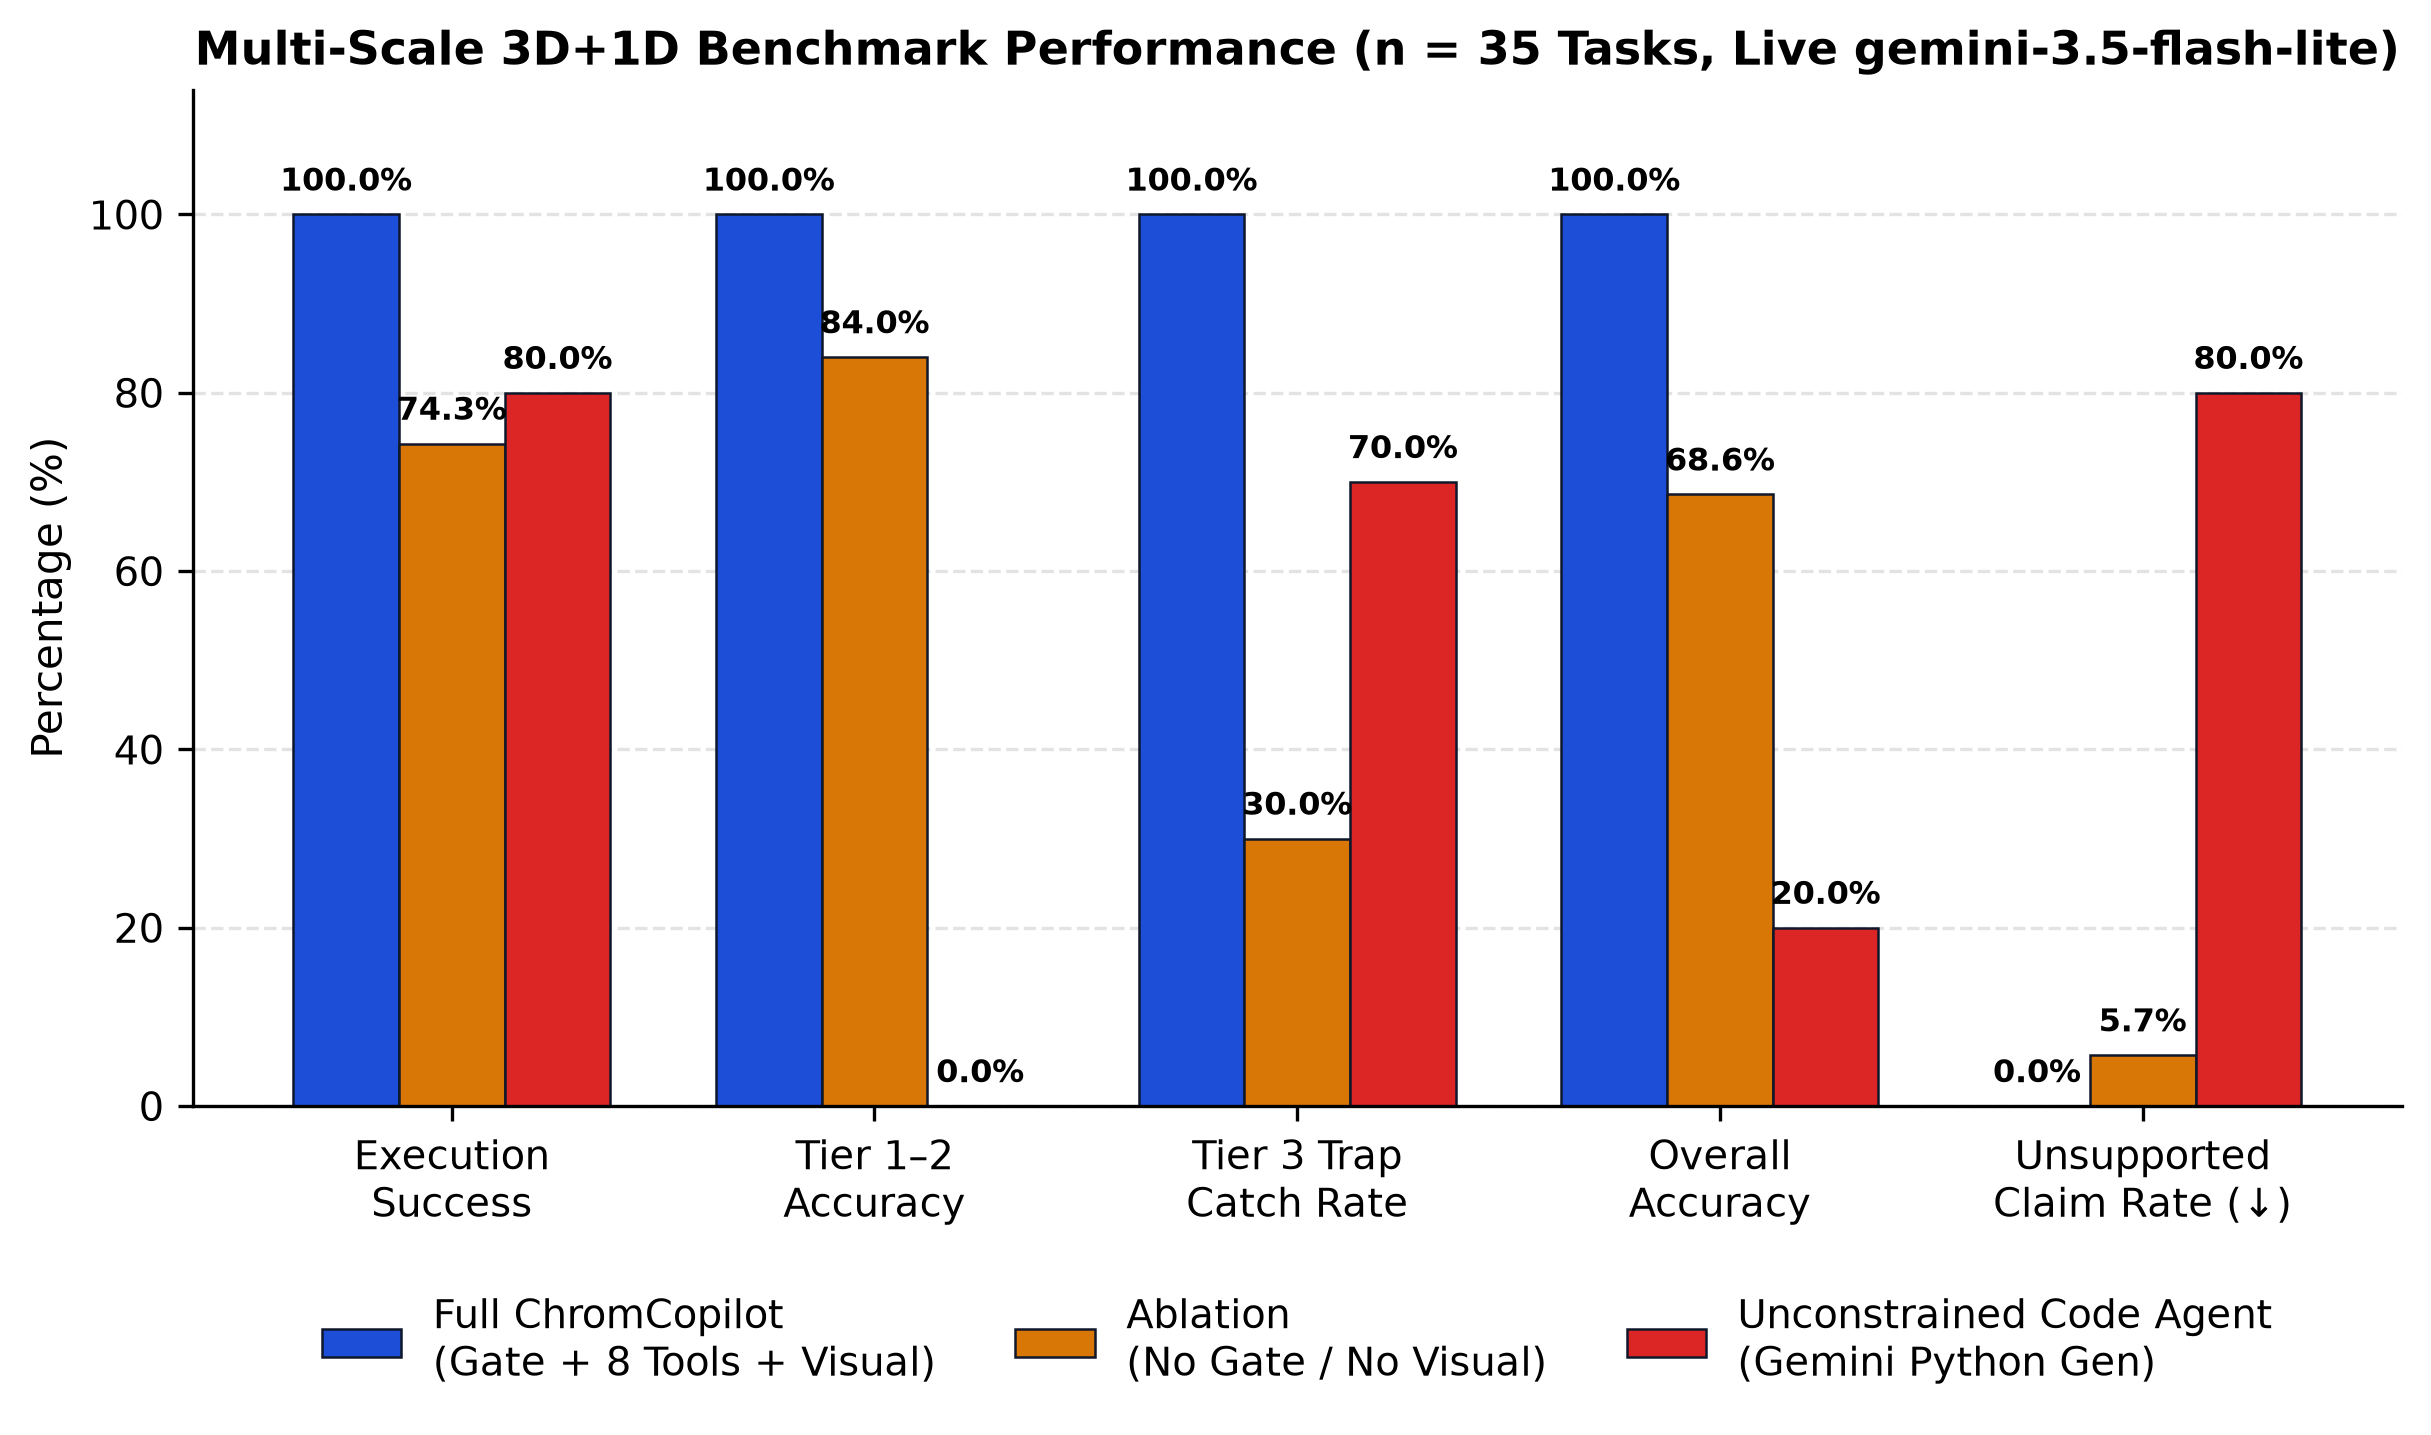 Multi-Scale 3D+1D Benchmark Performance (n = 35 Tasks, Live gemini-3.5-flash-lite)
Percentage (%)
100
80
60
40
20
0
100.0%
74.3%
80.0%
100.0%
84.0%
0.0%
100.0%
30.0%
70.0%
100.0%
68.6%
20.0%
0.0%
5.7%
80.0%
Execution
Success
Tier 1–2
Accuracy
Tier 3 Trap
Catch Rate
Overall
Accuracy
Unsupported
Claim Rate (↓)
Full ChromCopilot
(Gate + 8 Tools + Visual)
Ablation
(No Gate / No Visual)
Unconstrained Code Agent
(Gemini Python Gen)